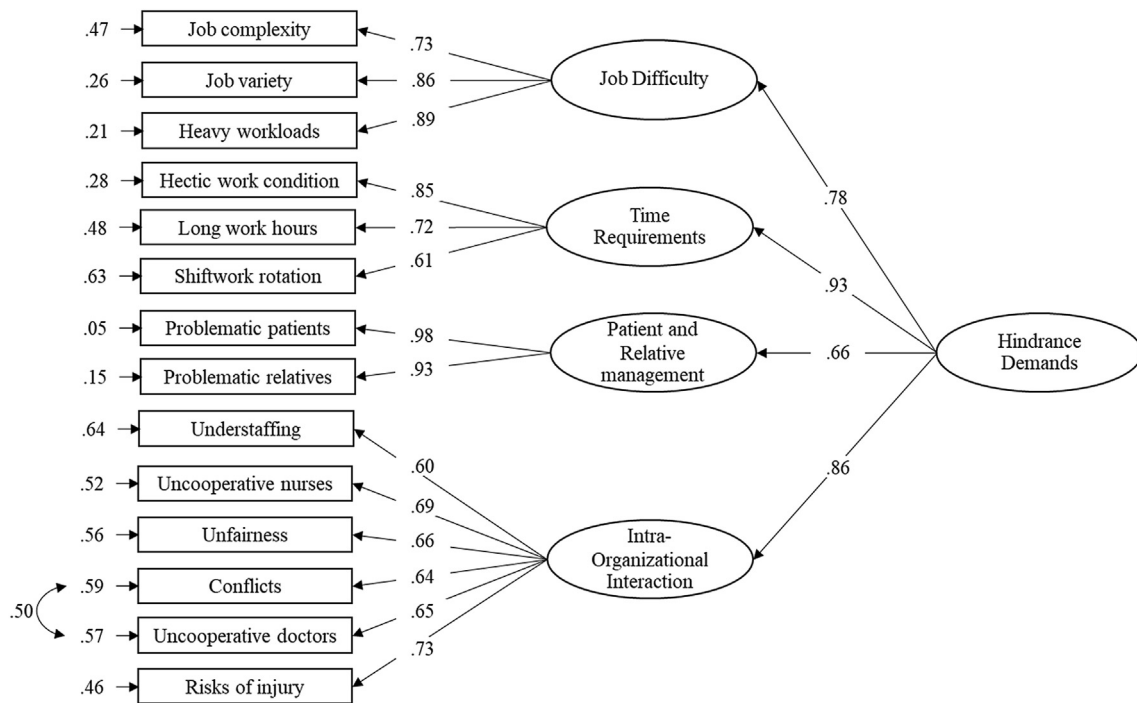 .47
Job complexity
.73
.26
Job variety
.86
Job Difficulty
.21
Heavy workloads
.89
.28
Hectic work condition
.85
.78
.48
Long work hours
.72
Time
Requirements
.63
Shiftwork rotation
.61
.93
.05
Problematic patients
.98
Patient and
Relative
management
.66
Hindrance
Demands
.15
Problematic relatives
.93
.64
Understaffing
.60
.86
.52
Uncooperative nurses
.69
.56
Unfairness
.66
Intra-
Organizational
Interaction
.59
Conflicts
.64
.50
.57
Uncooperative doctors
.65
.46
Risks of injury
.73